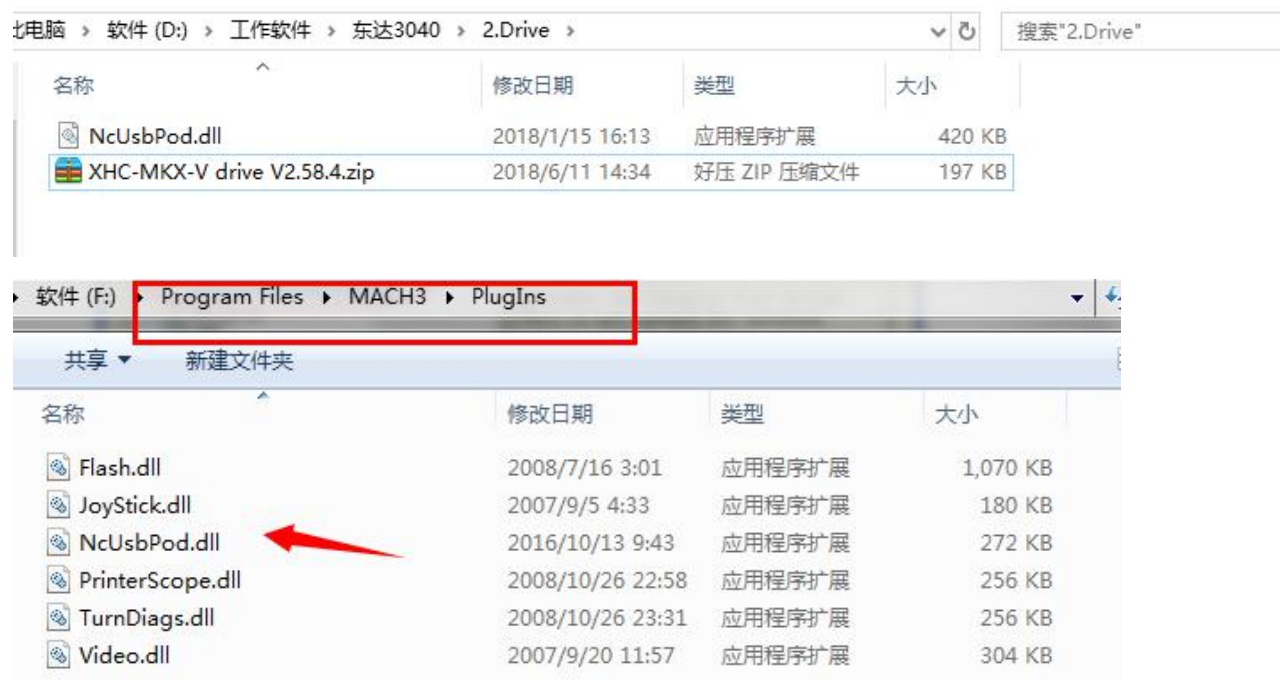 此电脑 › 软件 (D:) › 工作软件 › 东达3040 › 2.Drive › 搜索"2.Drive"
名称 修改日期 类型 大小
NcUsbPod.dll 2018/1/15 16:13 应用程序扩展 420 KB
XHC-MKX-V drive V2.58.4.zip 2018/6/11 14:34 好压 ZIP 压缩文件 197 KB
软件 (F:) Program Files MACH3 PlugIns
共享 新建文件夹
名称 修改日期 类型 大小
Flash.dll 2008/7/16 3:01 应用程序扩展 1,070 KB
JoyStick.dll 2007/9/5 4:33 应用程序扩展 180 KB
NcUsbPod.dll 2016/10/13 9:43 应用程序扩展 272 KB
PrinterScope.dll 2008/10/26 22:58 应用程序扩展 256 KB
TurnDiags.dll 2008/10/26 23:31 应用程序扩展 256 KB
Video.dll 2007/9/20 11:57 应用程序扩展 304 KB